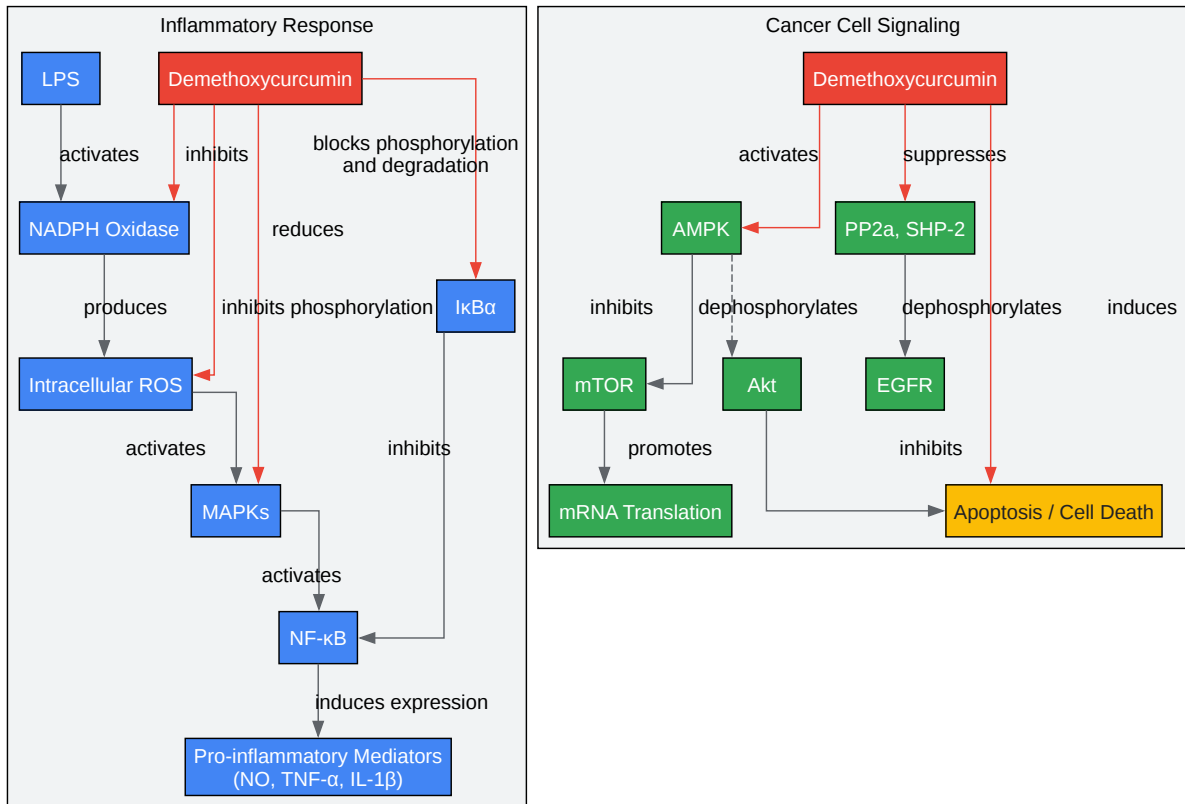 Inflammatory Response
LPS
Demethoxycurcumin
activates
inhibits
blocks phosphorylation
and degradation
NADPH Oxidase
reduces
produces
inhibits phosphorylation
IκBα
Intracellular ROS
activates
inhibits
MAPKs
activates
NF-κB
induces expression
Pro-inflammatory Mediators
(NO, TNF-α, IL-1β)
Cancer Cell Signaling
Demethoxycurcumin
activates
suppresses
AMPK
PP2a, SHP-2
inhibits
dephosphorylates
dephosphorylates
induces
mTOR
Akt
EGFR
promotes
inhibits
mRNA Translation
Apoptosis / Cell Death